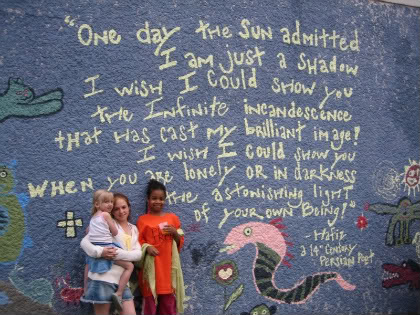 "One day the Sun admitted
I am just a shadow
I wish I could show you
the Infinite incandescence
that has cast my brilliant image!
I wish I could show you
when you are lonely or in darkness
the astonishing light
of your own Being!"
Hafiz
a 14th Century
Persian Poet